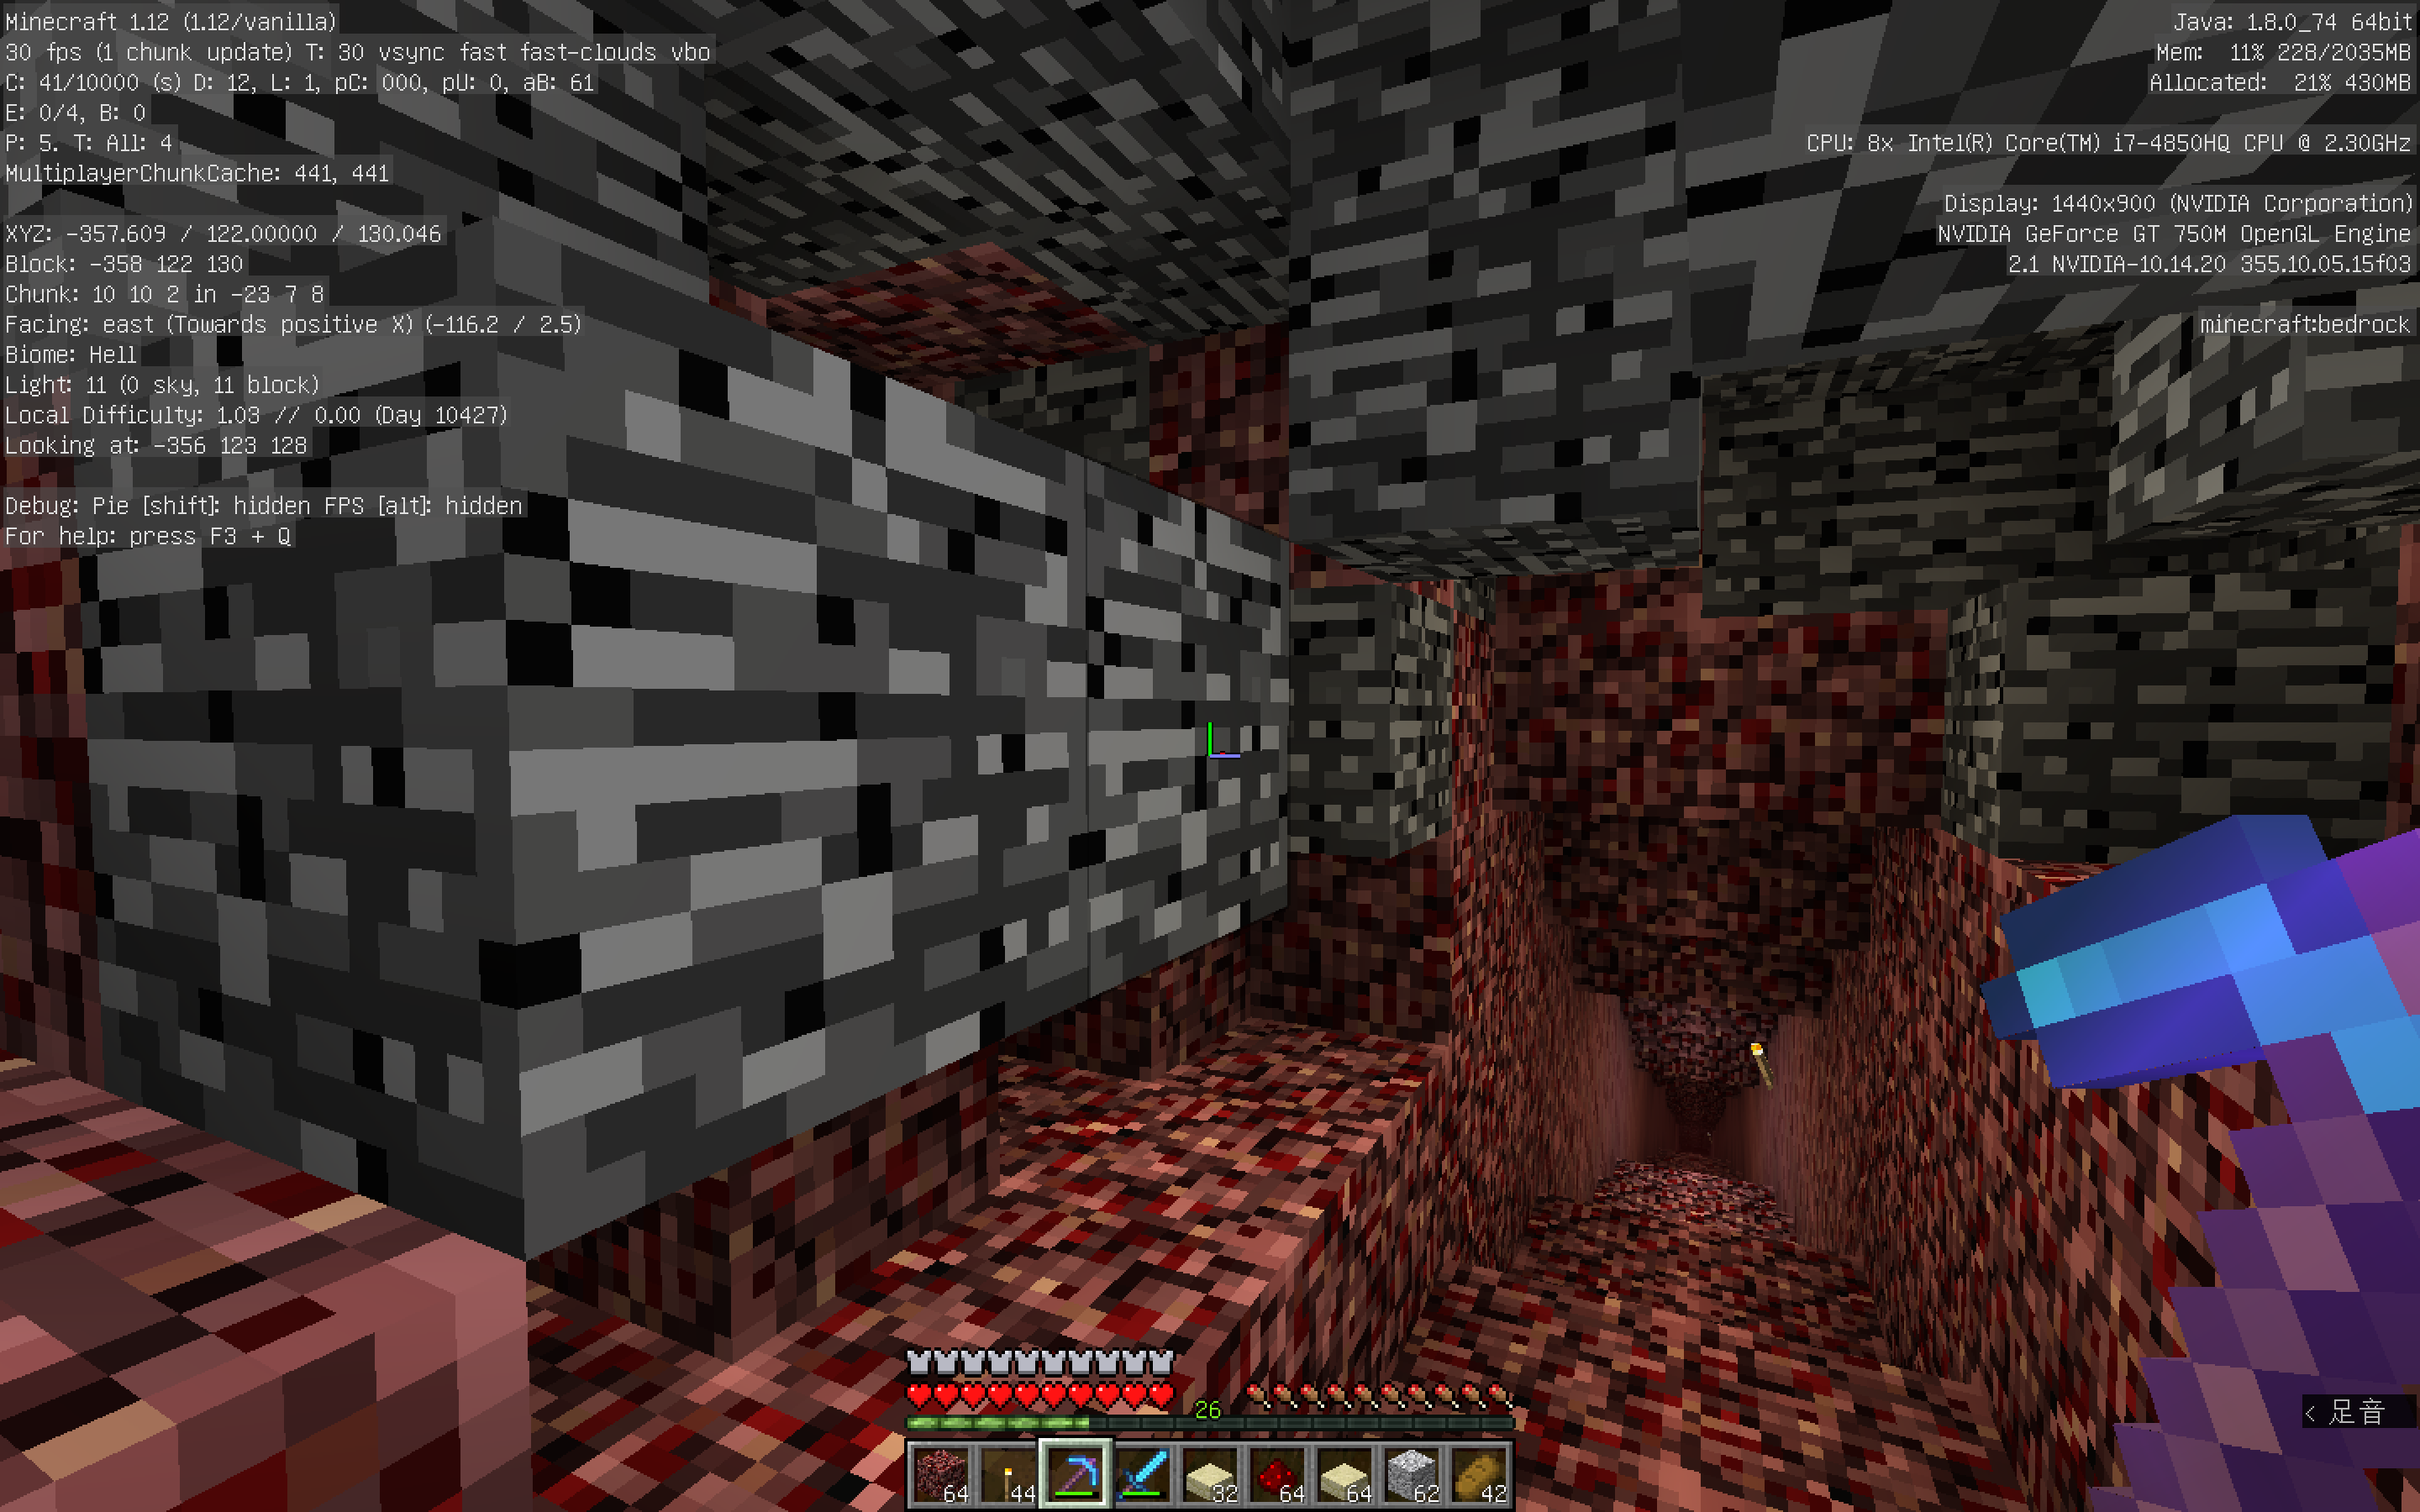 Minecraft 1.12 (1.12/vanilla)
30 fps (1 chunk update) T: 30 vsync fast fast-clouds vbo
C: 41/10000 (s) D: 12, L: 1, pC: 000, pU: 0, aB: 61
E: 0/4, B: 0
P: 5. T: All: 4
MultiplayerChunkCache: 441, 441
XYZ: -357.609 / 122.00000 / 130.046
Block: -358 122 130
Chunk: 10 10 2 in -23 7 8
Facing: east (Towards positive X) (-116.2 / 2.5)
Biome: Hell
Light: 11 (0 sky, 11 block)
Local Difficulty: 1.03 // 0.00 (Day 10427)
Looking at: -356 123 128
Debug: Pie [shift]: hidden FPS [alt]: hidden
For help: press F3 + Q
Java: 1.8.0_74 64bit
Mem: 11% 228/2035MB
Allocated: 21% 430MB
CPU: 8x Intel(R) Core(TM) i7-4850HQ CPU @ 2.30GHz
Display: 1440x900 (NVIDIA Corporation)
NVIDIA GeForce GT 750M OpenGL Engine
2.1 NVIDIA-10.14.20 355.10.05.15f03
minecraft:bedrock
< 足音
26
64 44 32 64 64 62 42